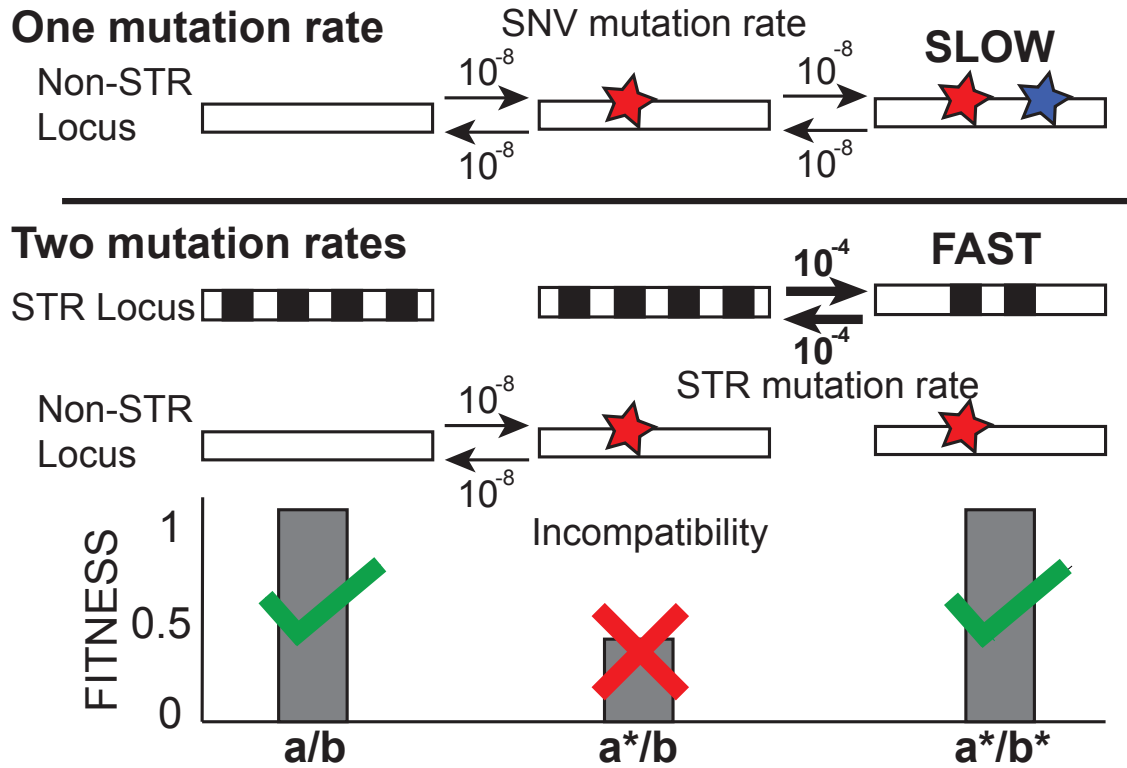 One mutation rate
SNV mutation rate
SLOW
Non-STR
Locus
10⁻⁸
10⁻⁸
10⁻⁸
10⁻⁸
Two mutation rates
FAST
STR Locus
10⁻⁴
10⁻⁴
STR mutation rate
Non-STR
Locus
10⁻⁸
10⁻⁸
FITNESS
1
0.5
0
Incompatibility
a/b
a*/b
a*/b*